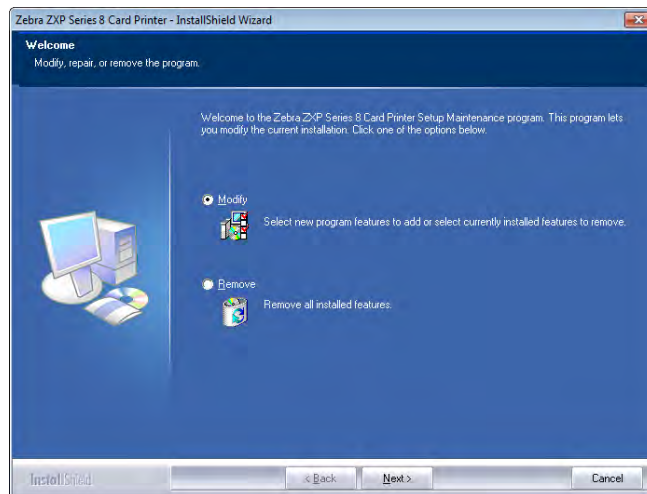 Zebra ZXP Series 8 Card Printer - InstallShield Wizard
Welcome
Modify, repair, or remove the program.
Welcome to the Zebra ZXP Series 8 Card Printer Setup Maintenance program. This program lets
you modify the current installation. Click one of the options below.
Modify
Select new program features to add or select currently installed features to remove.
Remove
Remove all installed features.
InstallShield
< Back
Next >
Cancel